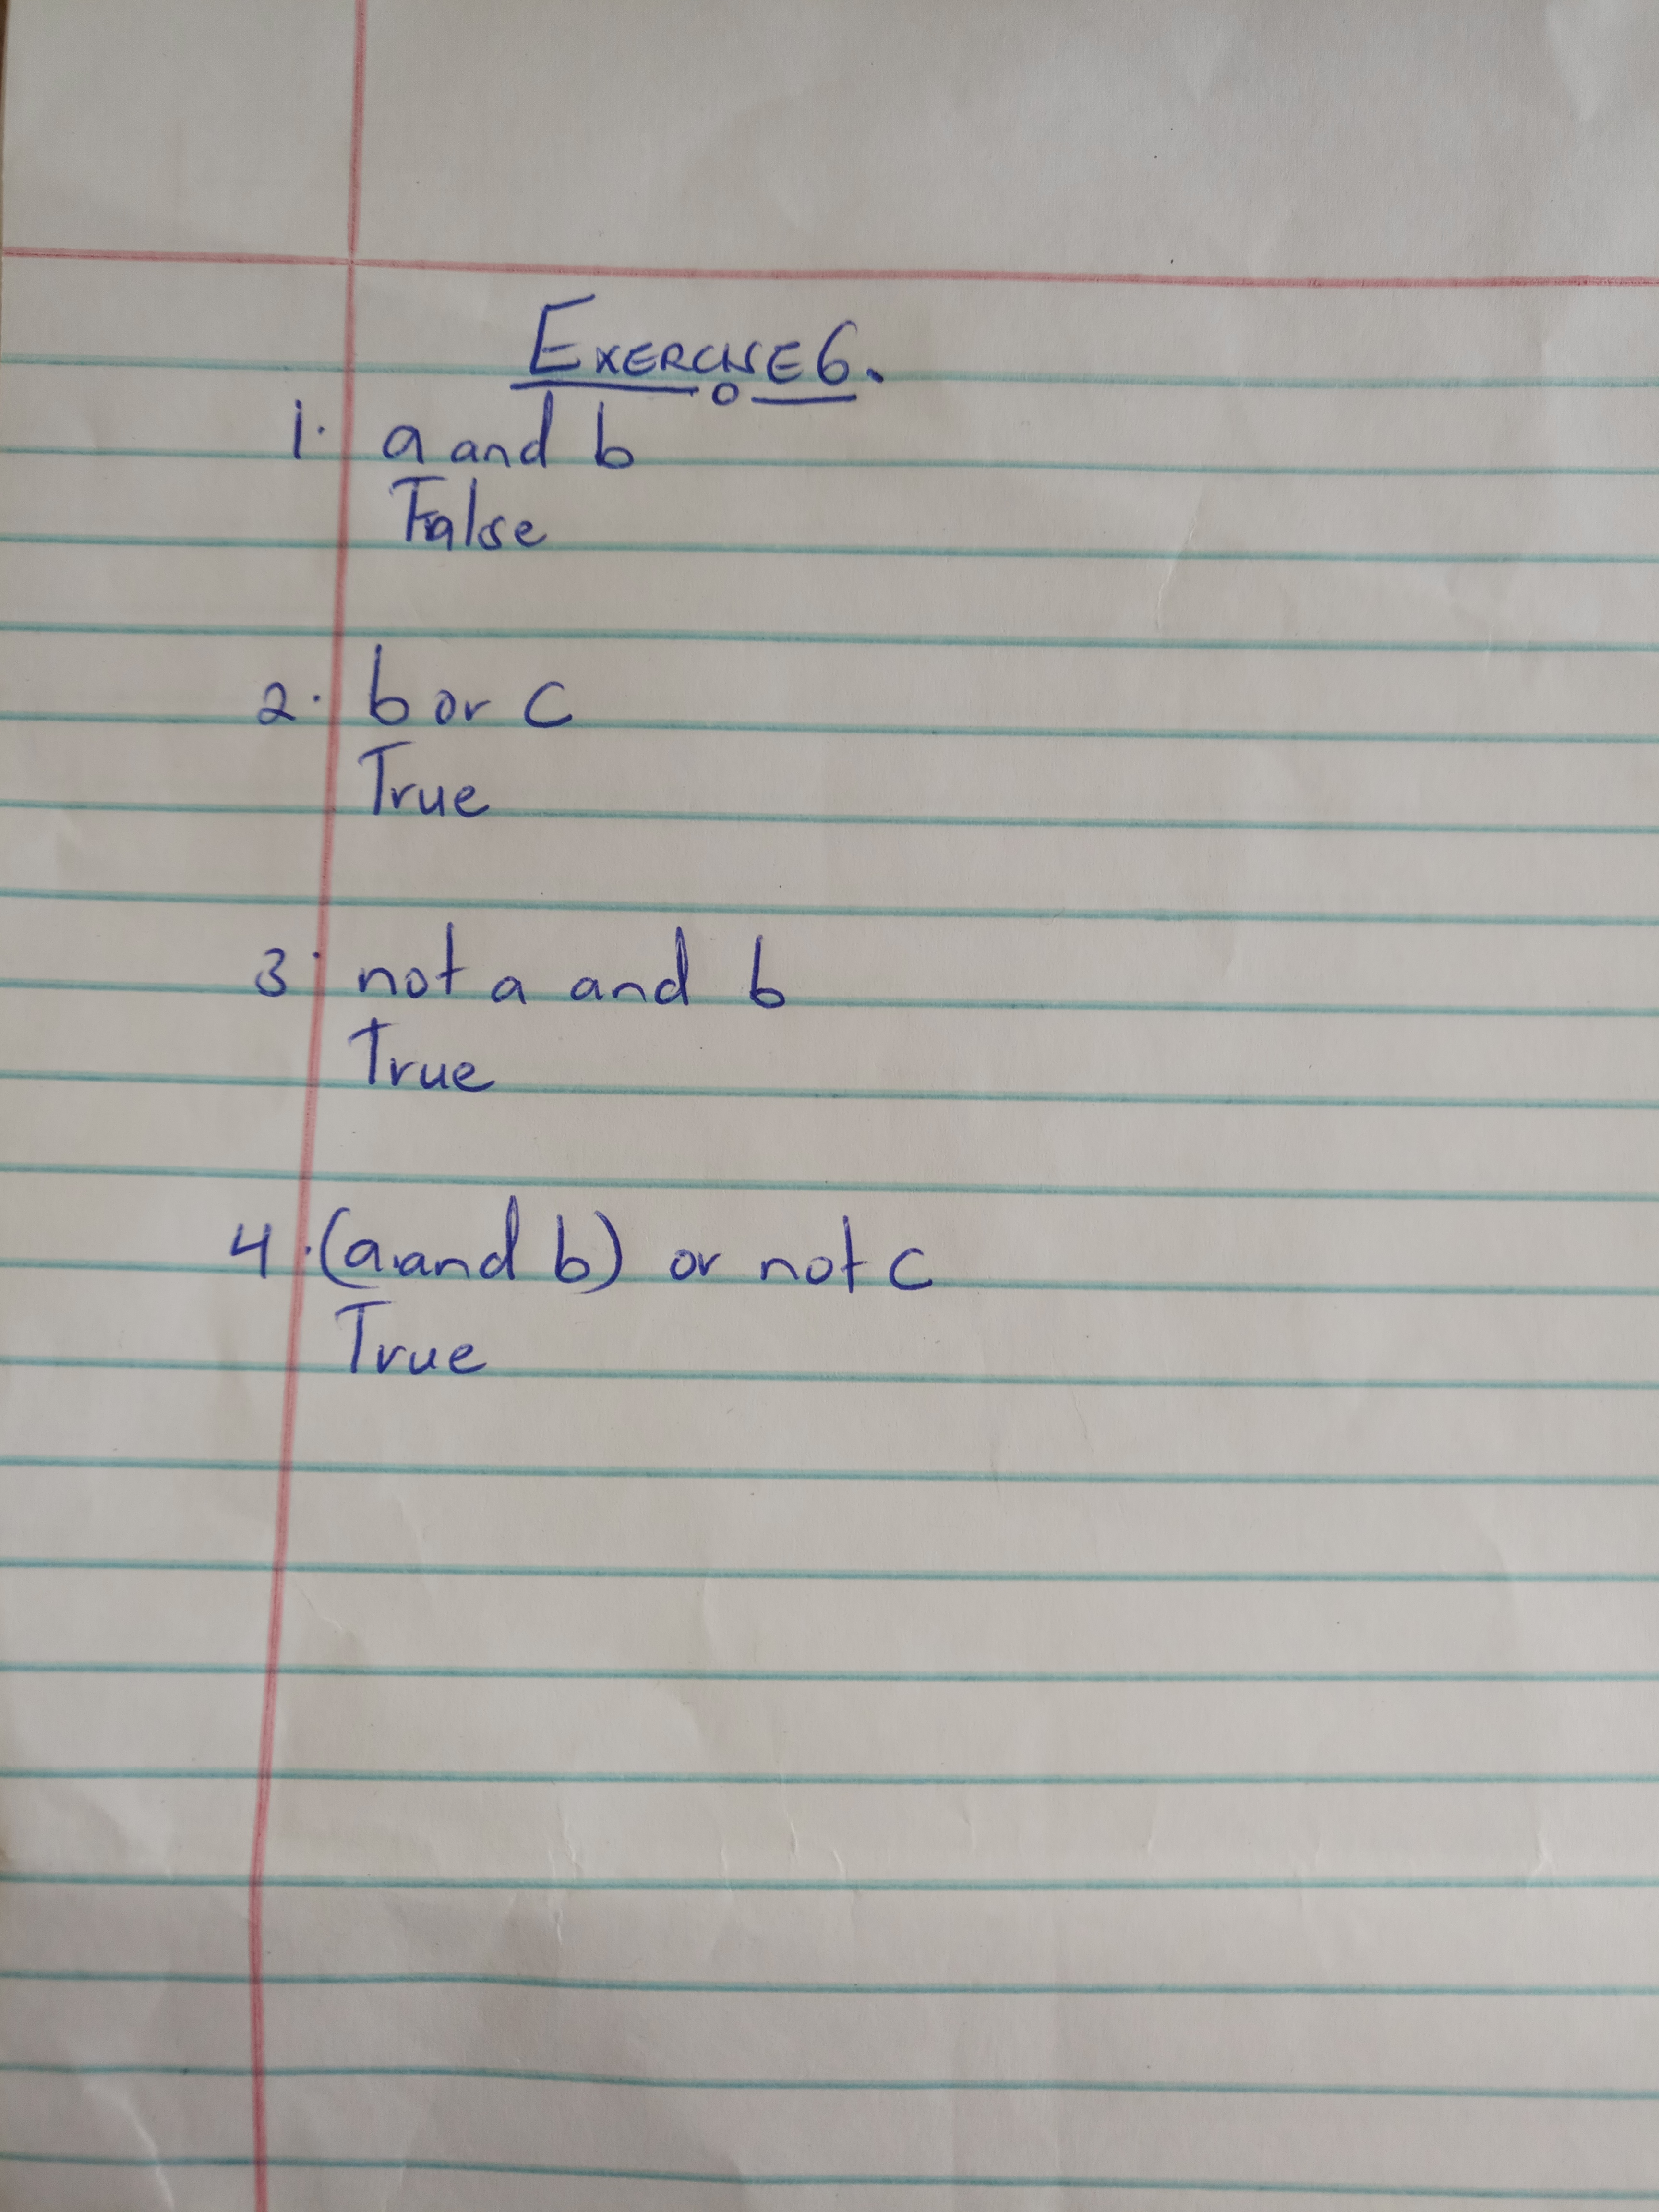 EXERCISE 6.
1. a and b
False
2. b or c
True
3. not a and b
True
4. (a and b) or not c
True